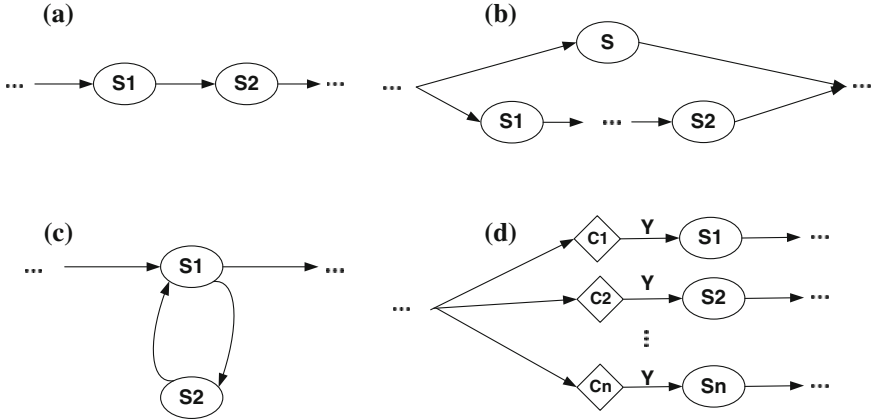 (a)
... S1 S2 ...
(b)
... S ...
S1 ... S2
(c)
... S1 ...
S2
(d)
...
C1 Y S1 ...
C2 Y S2 ...
...
Cn Y Sn ...